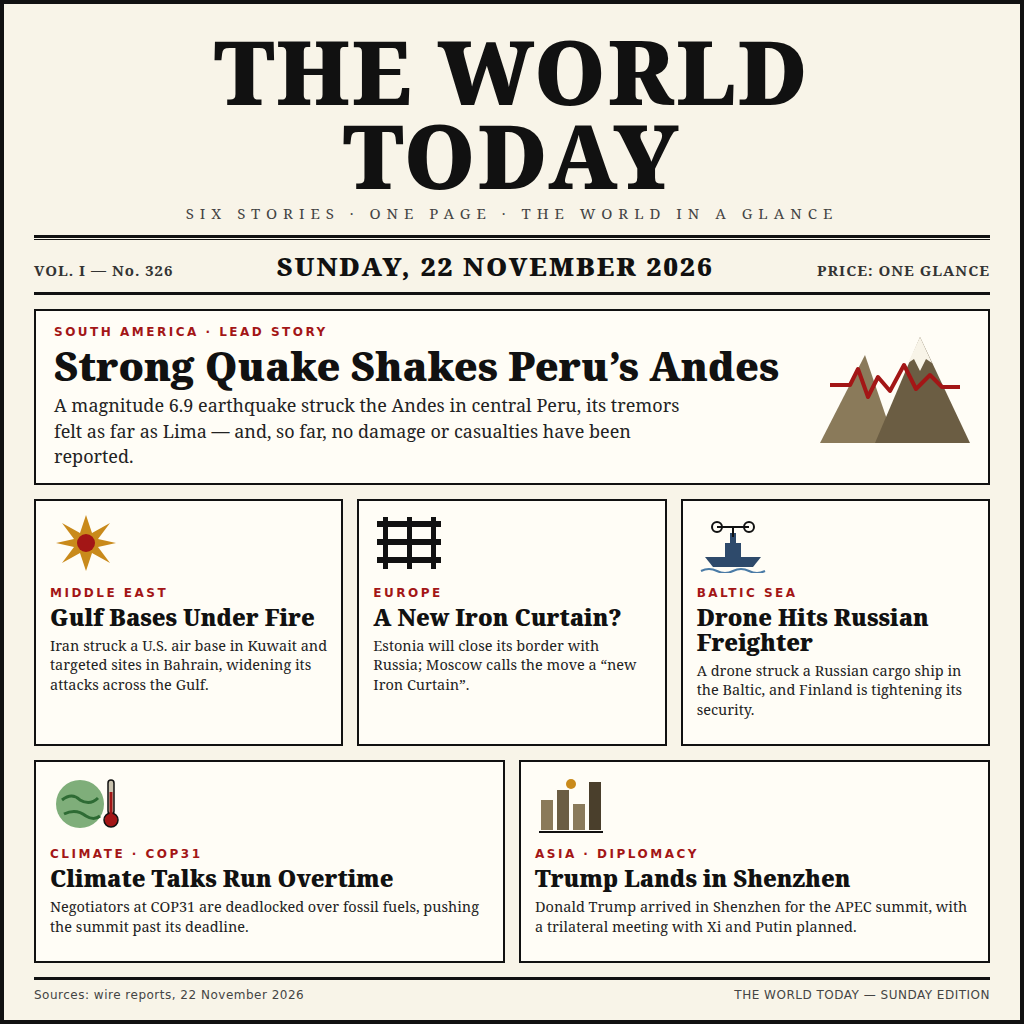 THE WORLD
TODAY
SIX STORIES · ONE PAGE · THE WORLD IN A GLANCE
VOL. I — No. 326
SUNDAY, 22 NOVEMBER 2026
PRICE: ONE GLANCE
SOUTH AMERICA · LEAD STORY
Strong Quake Shakes Peru’s Andes
A magnitude 6.9 earthquake struck the Andes in central Peru, its tremors
felt as far as Lima — and, so far, no damage or casualties have been
reported.
MIDDLE EAST
Gulf Bases Under Fire
Iran struck a U.S. air base in Kuwait and
targeted sites in Bahrain, widening its
attacks across the Gulf.
EUROPE
A New Iron Curtain?
Estonia will close its border with
Russia; Moscow calls the move a “new
Iron Curtain”.
BALTIC SEA
Drone Hits Russian
Freighter
A drone struck a Russian cargo ship in
the Baltic, and Finland is tightening its
security.
CLIMATE · COP31
Climate Talks Run Overtime
Negotiators at COP31 are deadlocked over fossil fuels, pushing
the summit past its deadline.
ASIA · DIPLOMACY
Trump Lands in Shenzhen
Donald Trump arrived in Shenzhen for the APEC summit, with
a trilateral meeting with Xi and Putin planned.
Sources: wire reports, 22 November 2026
THE WORLD TODAY — SUNDAY EDITION